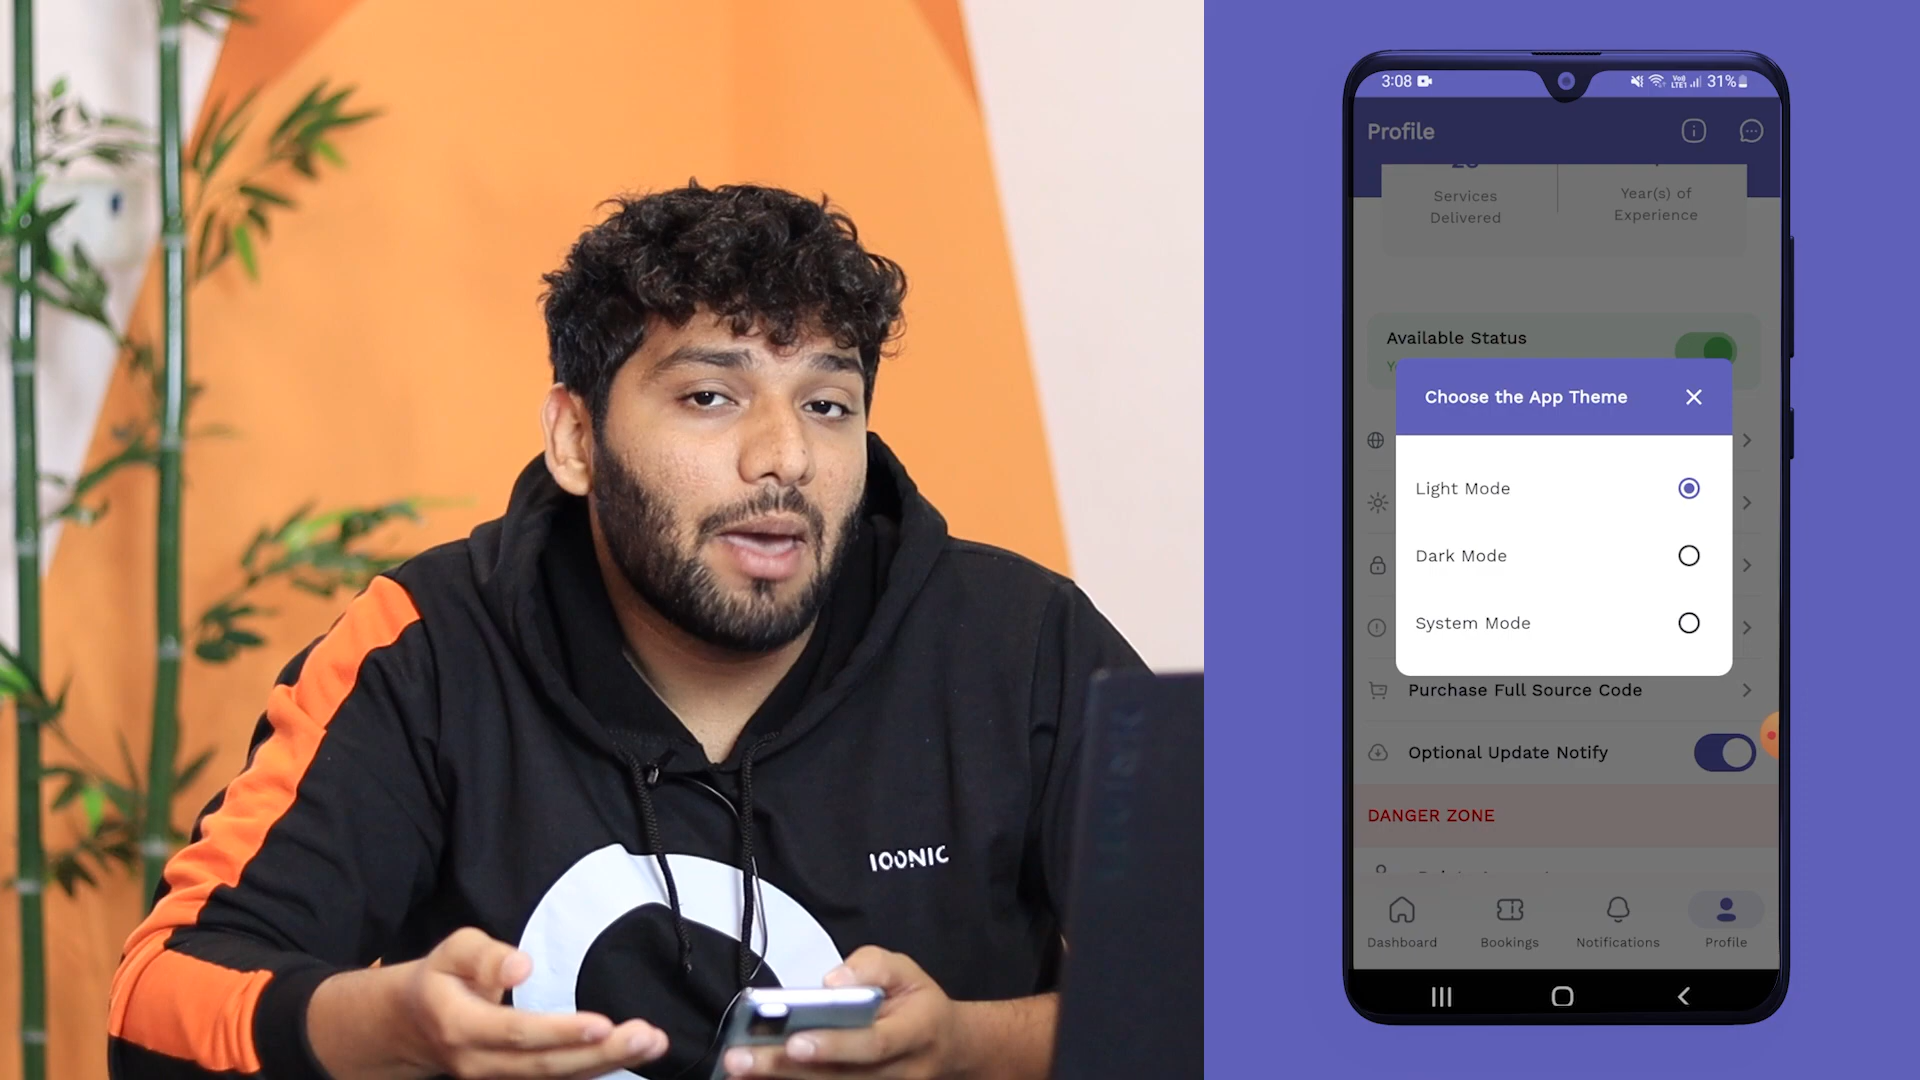 IQONIC
3:08
31%
Profile
Services
Delivered
Year(s) of
Experience
Available Status
Choose the App Theme
Light Mode
Dark Mode
System Mode
Purchase Full Source Code
Optional Update Notify
DANGER ZONE
Dashboard
Bookings
Notifications
Profile